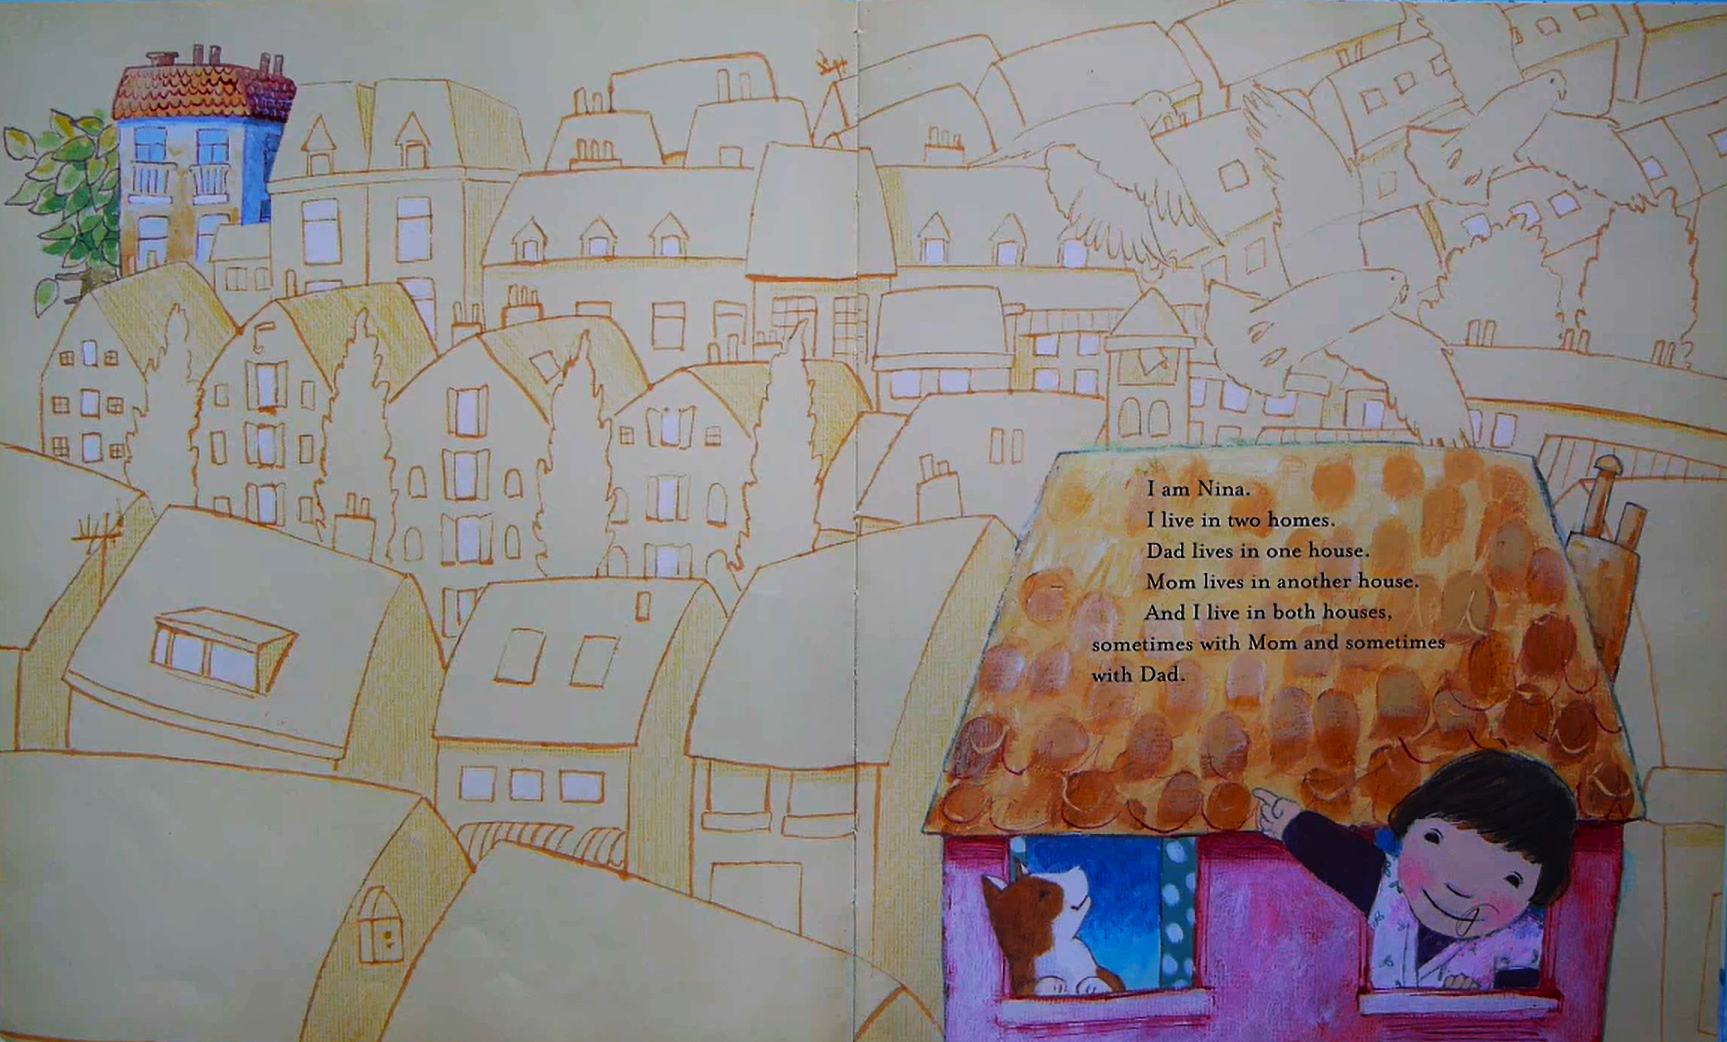 I am Nina.
I live in two homes.
Dad lives in one house.
Mom lives in another house.
And I live in both houses,
sometimes with Mom and sometimes
with Dad.